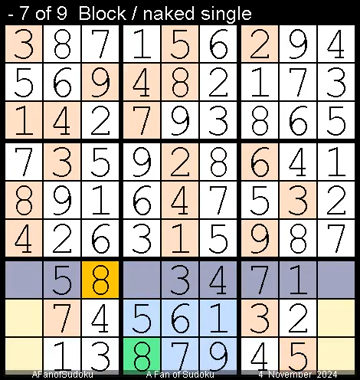 - 7 of 9 Block / naked single
3 8 7 1 5 6 2 9 4
5 6 9 4 8 2 1 7 3
1 4 2 7 9 3 8 6 5
7 3 5 9 2 8 6 4 1
8 9 1 6 4 7 5 3 2
4 2 6 3 1 5 9 8 7
5 8 3 4 7 1
7 4 5 6 1 3 2
1 3 8 7 9 4 5
AFanofSudoku A Fan of Sudoku 4 November 2024